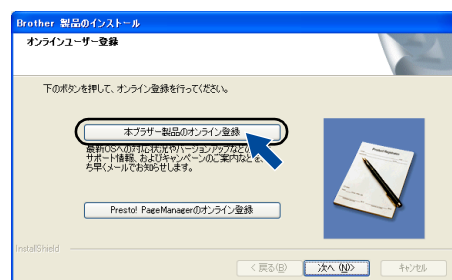 Brother 製品のインストール
オンラインユーザー登録
下のボタンを押して、オンライン登録を行ってください。
本ブラザー製品のオンライン登録
最新OSへの対応状況やバージョンアップなどの
サポート情報、およびキャンペーンのご案内などを、
ち早くメールでお知らせします。
Presto! PageManagerのオンライン登録
InstallShield
< 戻る(B)
次へ (N)>
キャンセル